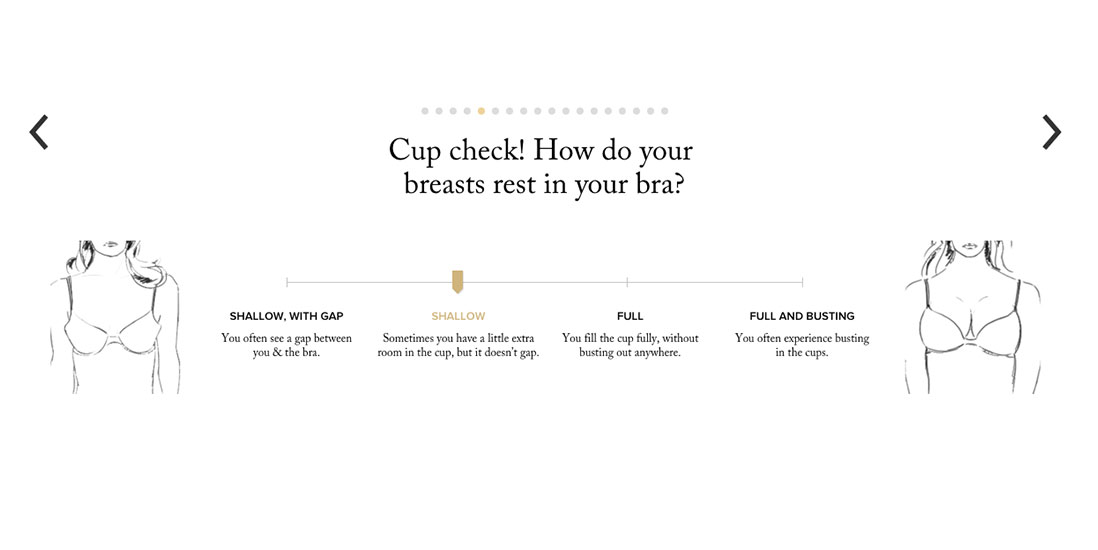 Cup check! How do your
breasts rest in your bra?
SHALLOW, WITH GAP
You often see a gap between
you & the bra.
SHALLOW
Sometimes you have a little extra
room in the cup, but it doesn't gap.
FULL
You fill the cup fully, without
busting out anywhere.
FULL AND BUSTING
You often experience busting
in the cups.